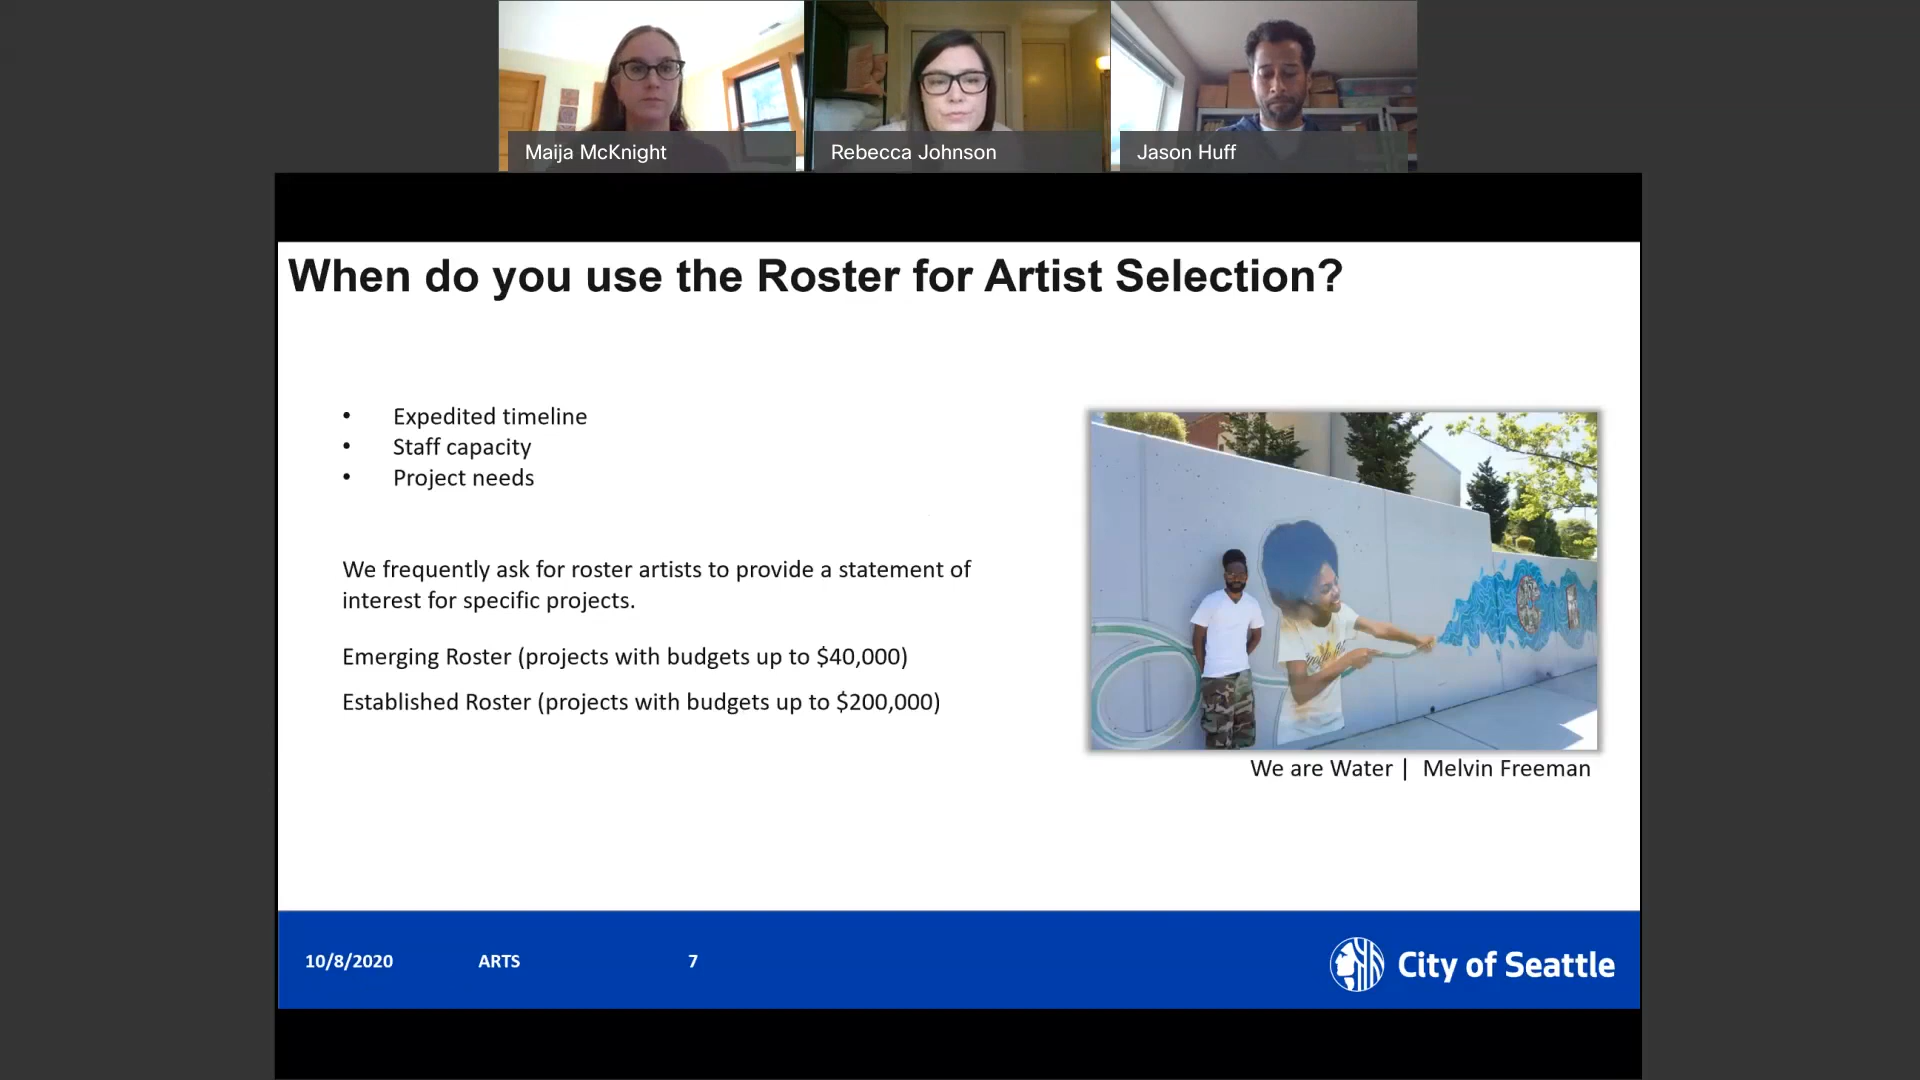 Maija McKnight
Rebecca Johnson
Jason Huff
When do you use the Roster for Artist Selection?
• Expedited timeline
• Staff capacity
• Project needs
We frequently ask for roster artists to provide a statement of
interest for specific projects.
Emerging Roster (projects with budgets up to $40,000)
Established Roster (projects with budgets up to $200,000)
We are Water | Melvin Freeman
10/8/2020 ARTS 7
City of Seattle